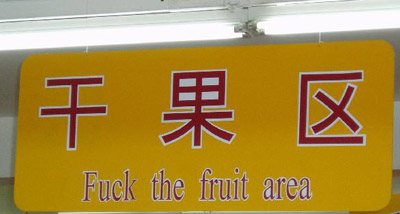 干果区
Fuck the fruit area